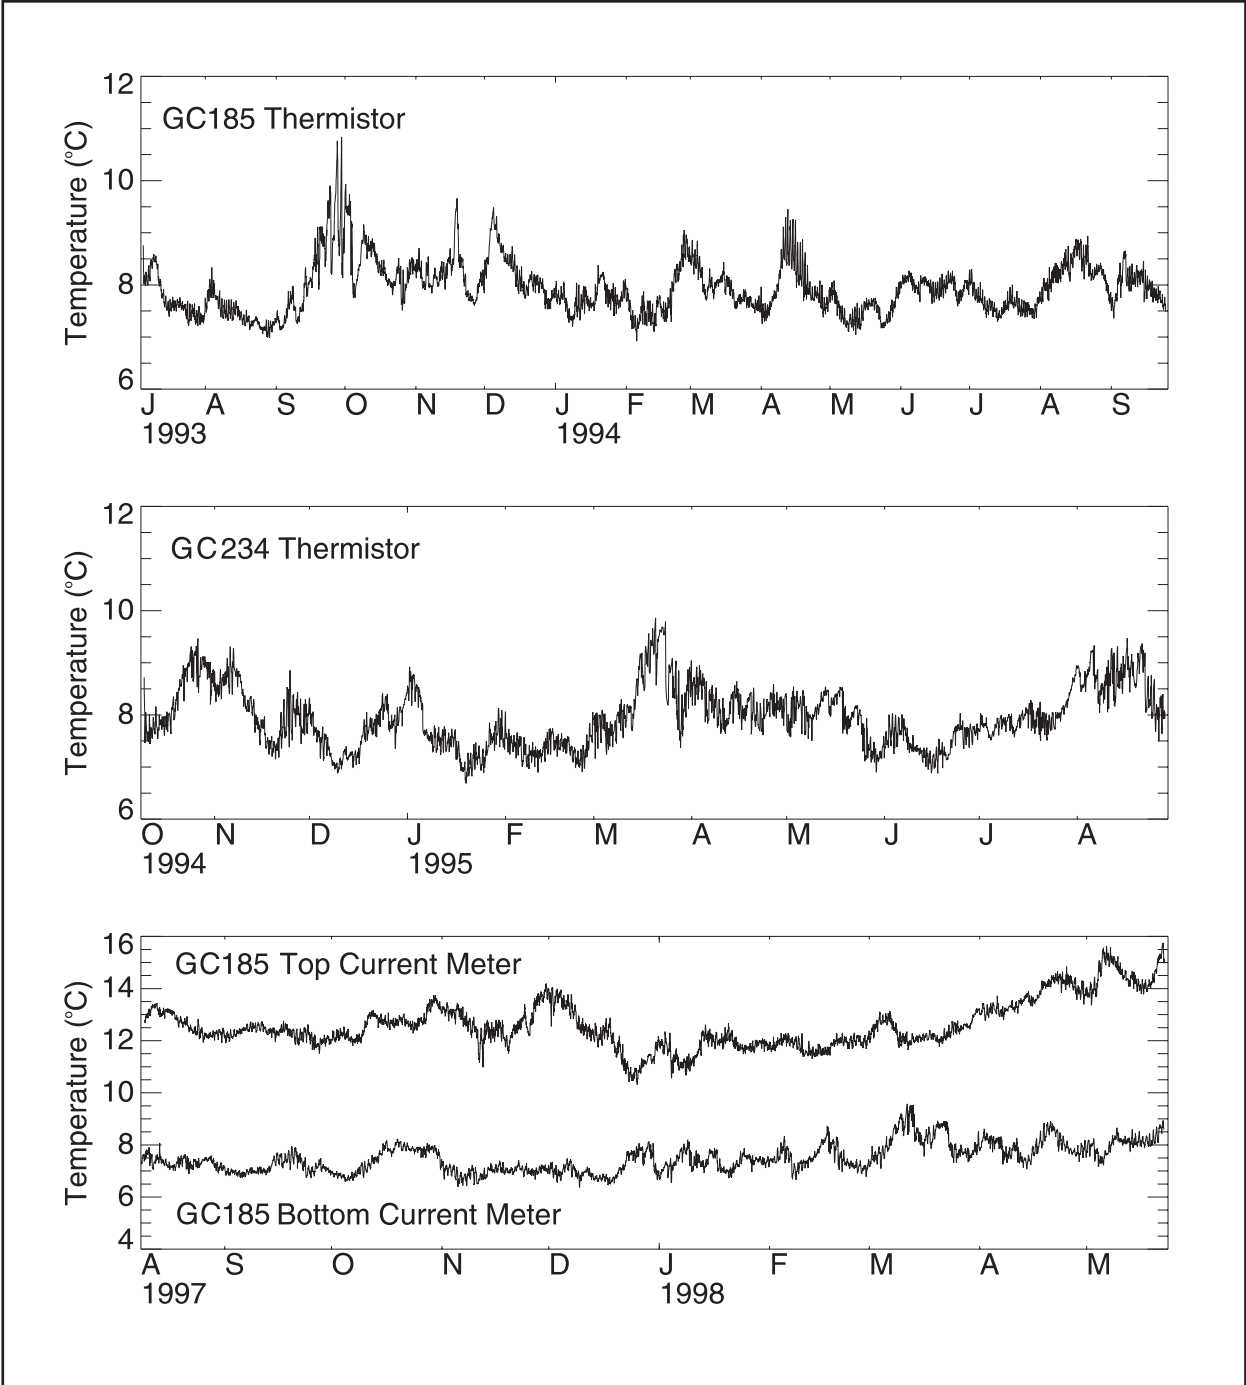 12
GC185 Thermistor
10
8
6
Temperature (°C)
J A S O N D J F M A M J J A S
1993 1994
12
GC234 Thermistor
10
8
6
Temperature (°C)
O N D J F M A M J J A
1994 1995
16
GC185 Top Current Meter
14
12
10
8
6
GC185 Bottom Current Meter
4
Temperature (°C)
A S O N D J F M A M
1997 1998